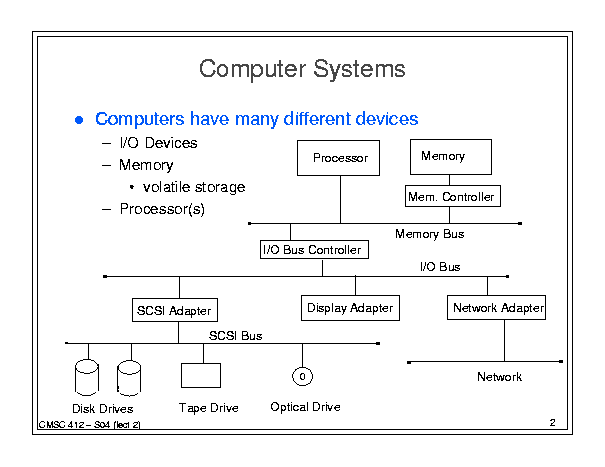 Computer Systems
● Computers have many different devices
– I/O Devices
– Memory
• volatile storage
– Processor(s)
Processor
Memory
Mem. Controller
Memory Bus
I/O Bus Controller
I/O Bus
SCSI Adapter
Display Adapter
Network Adapter
SCSI Bus
0
Network
Disk Drives
Tape Drive
Optical Drive
CMSC 412 – S04 (lect 2)
2